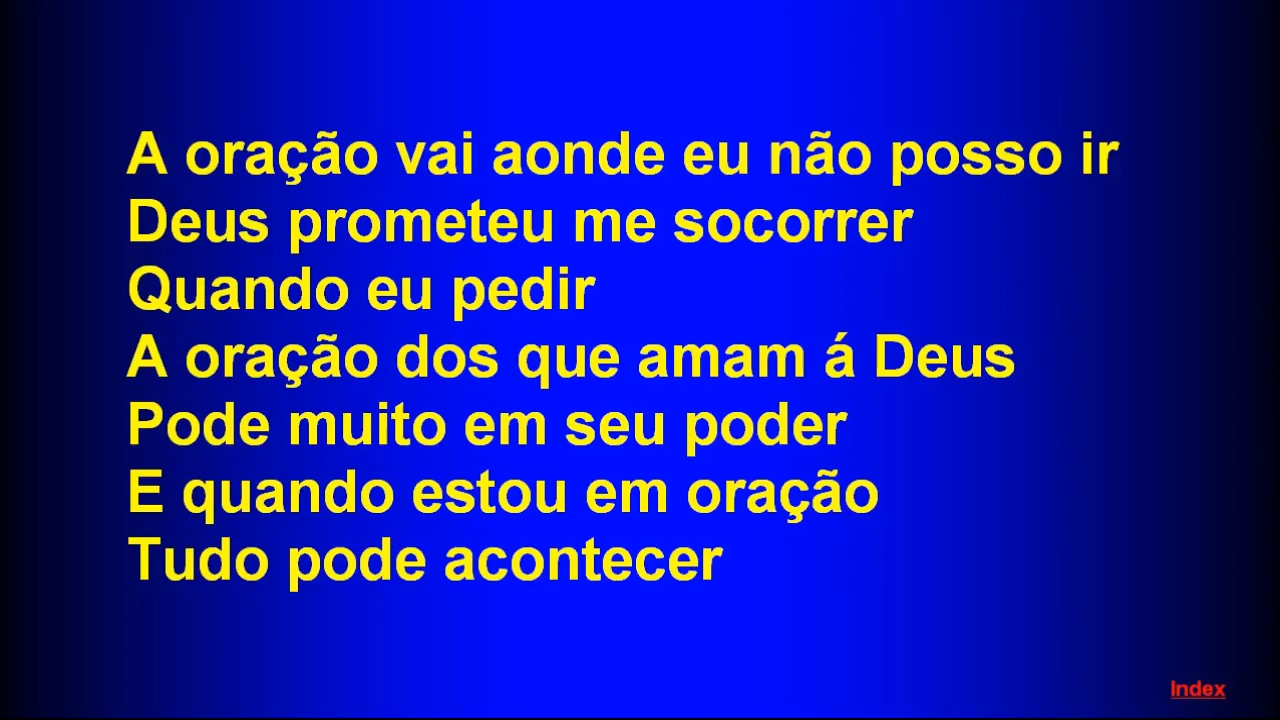 A oração vai aonde eu não posso ir
Deus prometeu me socorrer
Quando eu pedir
A oração dos que amam á Deus
Pode muito em seu poder
E quando estou em oração
Tudo pode acontecer
Index